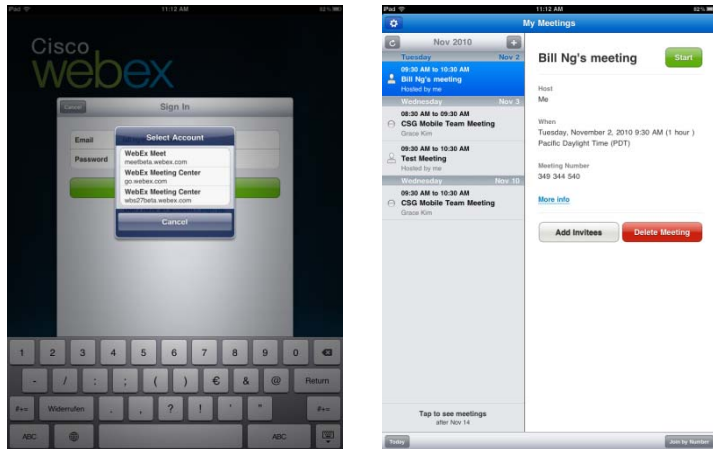 iPad
11:12 AM
82%
Cisco
webex
Cancel
Sign In
Email
Password
Select Account
WebEx Meet
meetbeta.webex.com
WebEx Meeting Center
go.webex.com
WebEx Meeting Center
wbs27beta.webex.com
Cancel
1 2 3 4 5 6 7 8 9 0
- / : ; ( ) € & @ Return
#+= Widerrufen . , ? ! ' " #+=
ABC ABC
iPad
11:12 AM
82%
My Meetings
Nov 2010 +
Tuesday Nov 2
09:30 AM to 10:30 AM
Bill Ng's meeting
Hosted by me
Wednesday Nov 3
08:30 AM to 09:30 AM
CSG Mobile Team Meeting
Grace Kim
09:30 AM to 10:30 AM
Test Meeting
Hosted by me
Wednesday Nov 10
09:30 AM to 10:30 AM
CSG Mobile Team Meeting
Grace Kim
Tap to see meetings
after Nov 14
Today
Bill Ng's meeting
Start
Host
Me
When
Tuesday, November 2, 2010 9:30 AM (1 hour )
Pacific Daylight Time (PDT)
Meeting Number
349 344 540
More info
Add Invitees
Delete Meeting
Join by Number